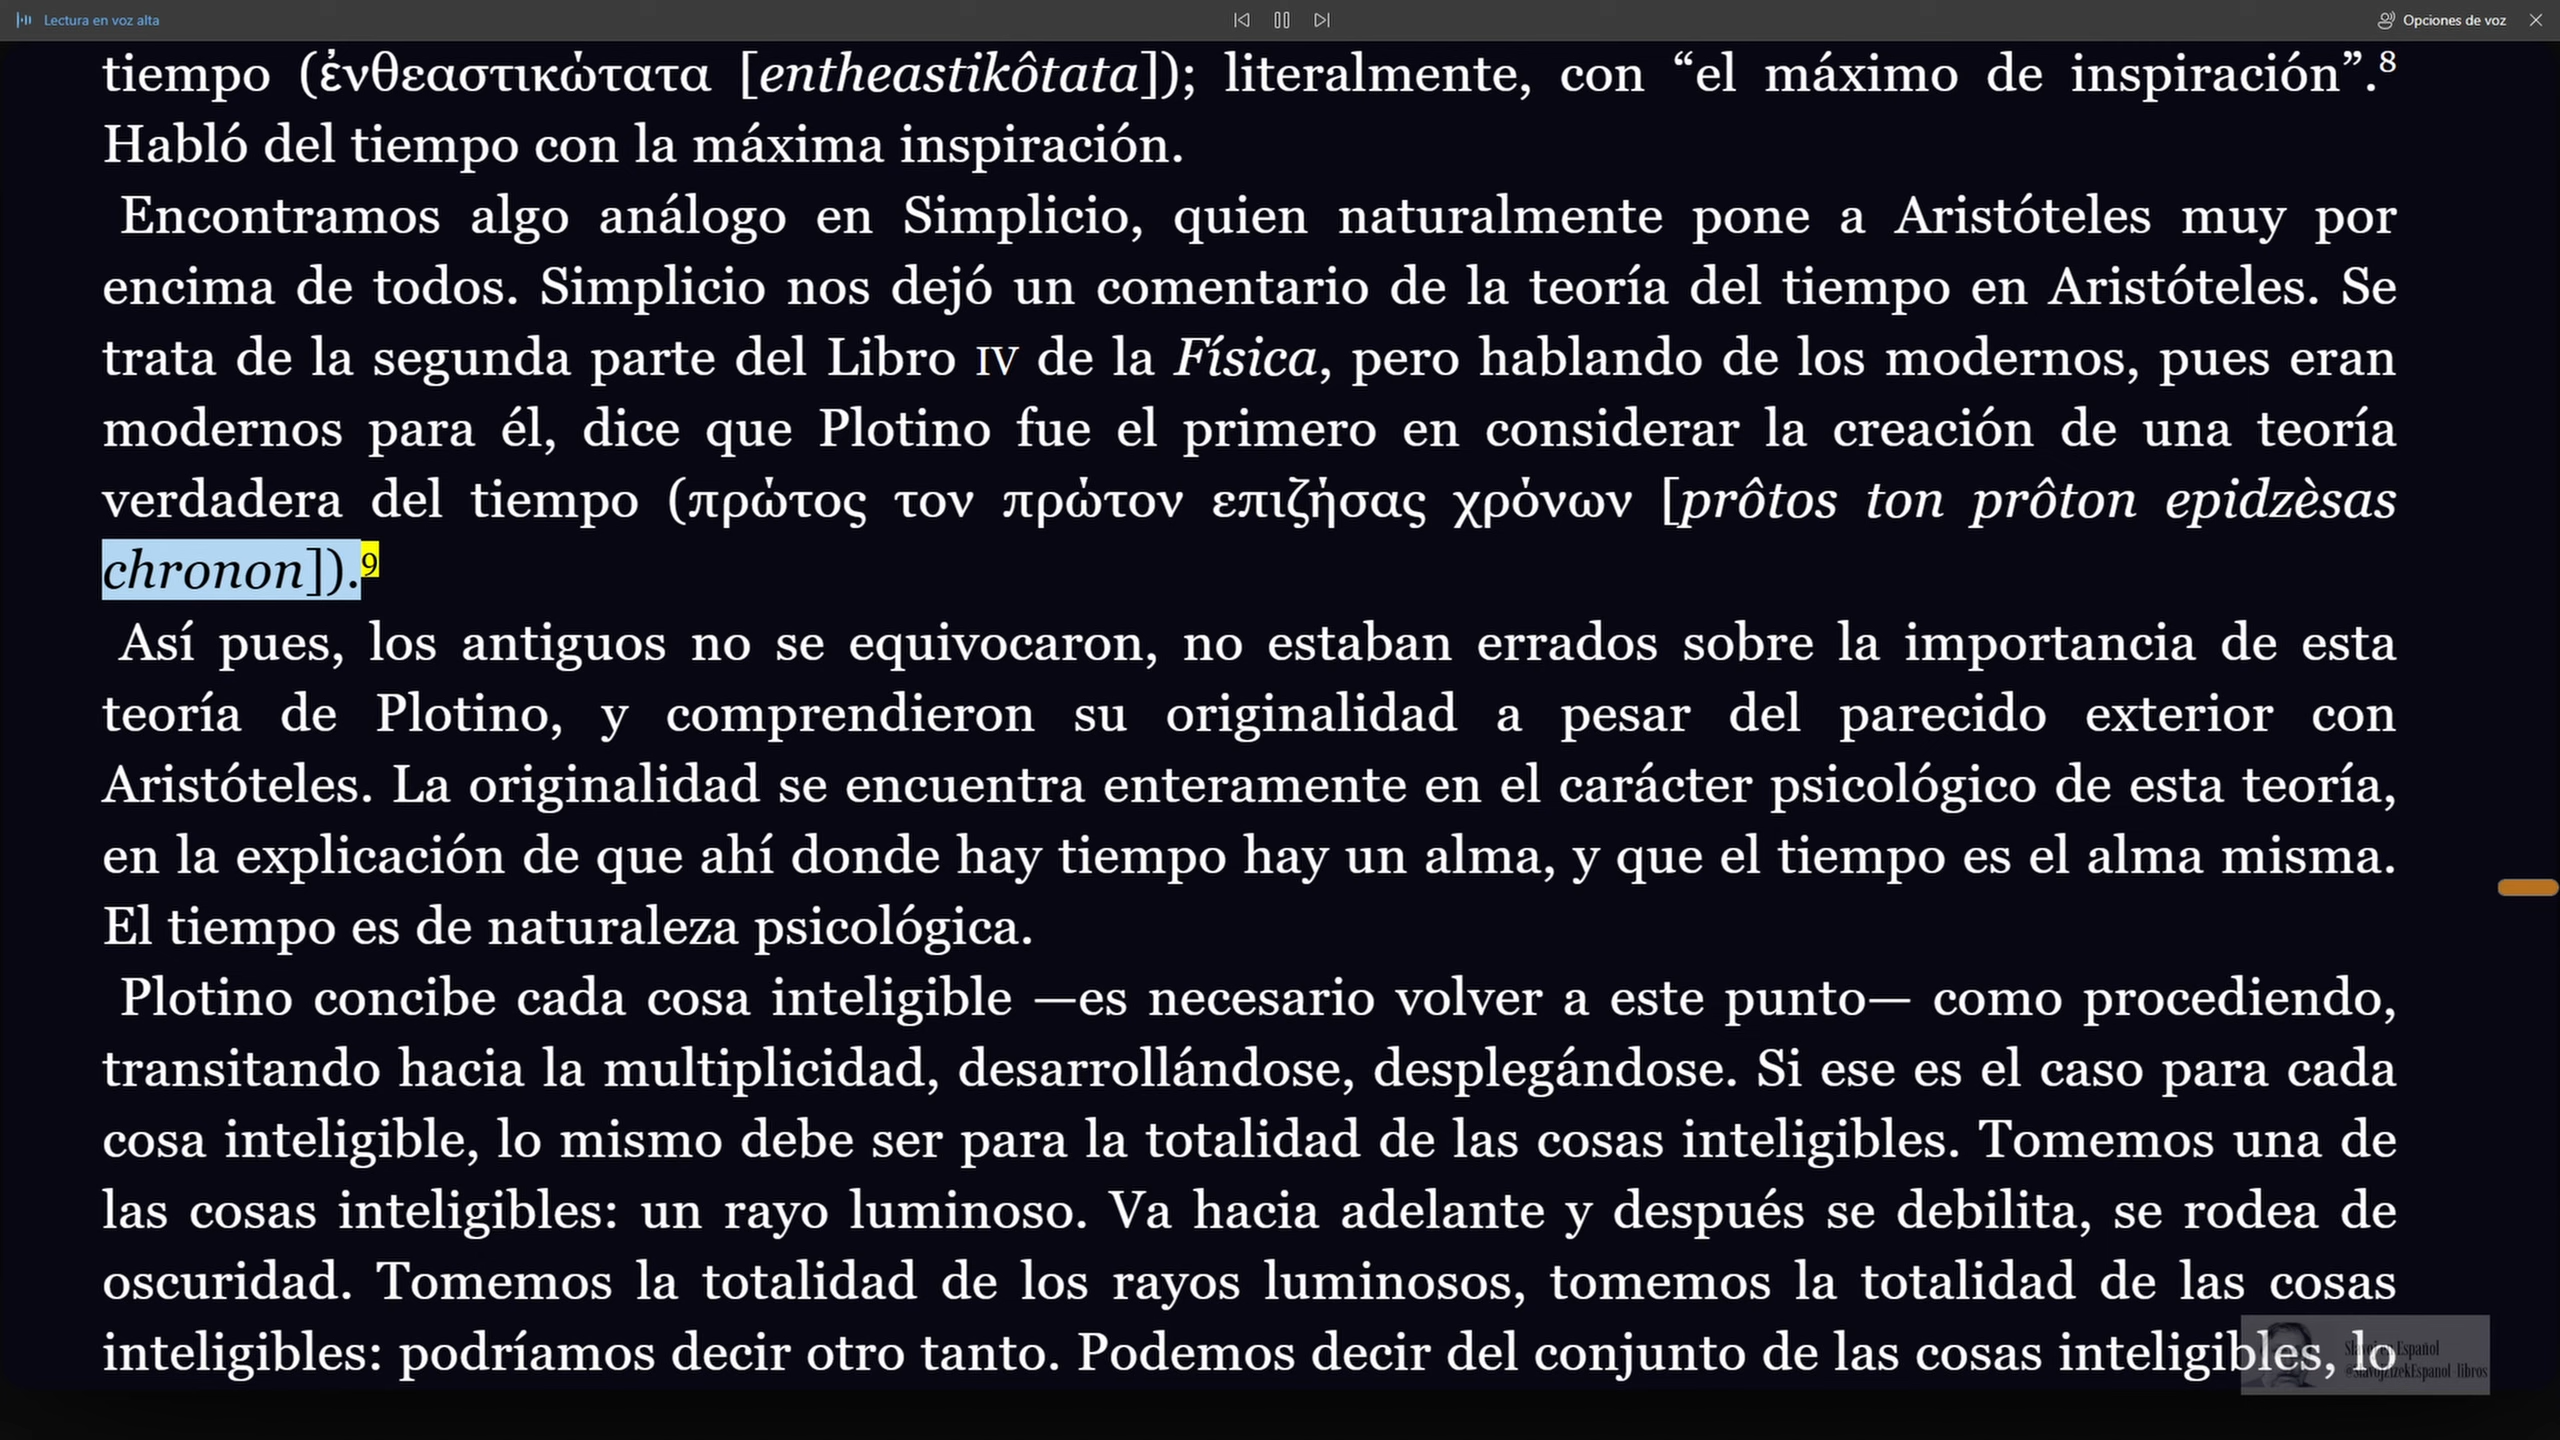 Lectura en voz alta
Opciones de voz
tiempo (ἐνθεαστικώτατα [entheastikôtata]); literalmente, con “el máximo de inspiración”.8
Habló del tiempo con la máxima inspiración.
Encontramos algo análogo en Simplicio, quien naturalmente pone a Aristóteles muy por
encima de todos. Simplicio nos dejó un comentario de la teoría del tiempo en Aristóteles. Se
trata de la segunda parte del Libro IV de la Física, pero hablando de los modernos, pues eran
modernos para él, dice que Plotino fue el primero en considerar la creación de una teoría
verdadera del tiempo (πρώτος τον πρώτον επιζήσας χρόνων [prôtos ton prôton epidzèsas
chronon]).9
Así pues, los antiguos no se equivocaron, no estaban errados sobre la importancia de esta
teoría de Plotino, y comprendieron su originalidad a pesar del parecido exterior con
Aristóteles. La originalidad se encuentra enteramente en el carácter psicológico de esta teoría,
en la explicación de que ahí donde hay tiempo hay un alma, y que el tiempo es el alma misma.
El tiempo es de naturaleza psicológica.
Plotino concibe cada cosa inteligible —es necesario volver a este punto— como procediendo,
transitando hacia la multiplicidad, desarrollándose, desplegándose. Si ese es el caso para cada
cosa inteligible, lo mismo debe ser para la totalidad de las cosas inteligibles. Tomemos una de
las cosas inteligibles: un rayo luminoso. Va hacia adelante y después se debilita, se rodea de
oscuridad. Tomemos la totalidad de los rayos luminosos, tomemos la totalidad de las cosas
inteligibles: podríamos decir otro tanto. Podemos decir del conjunto de las cosas inteligibles, lo
Slavoj en Español
@SlavojZizekEspanol-libros